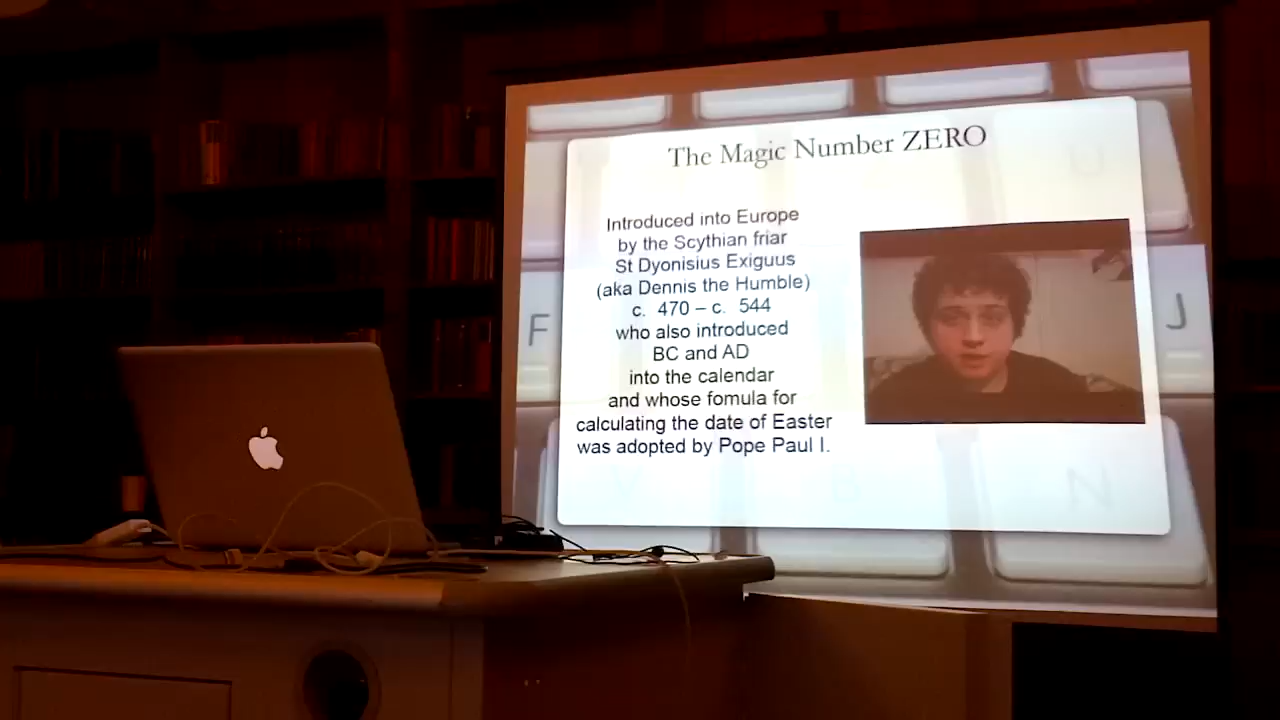 The Magic Number ZERO
Introduced into Europe
by the Scythian friar
St Dyonisius Exiguus
(aka Dennis the Humble)
c. 470 – c. 544
who also introduced
BC and AD
into the calendar
and whose fomula for
calculating the date of Easter
was adopted by Pope Paul I.
F
J
N